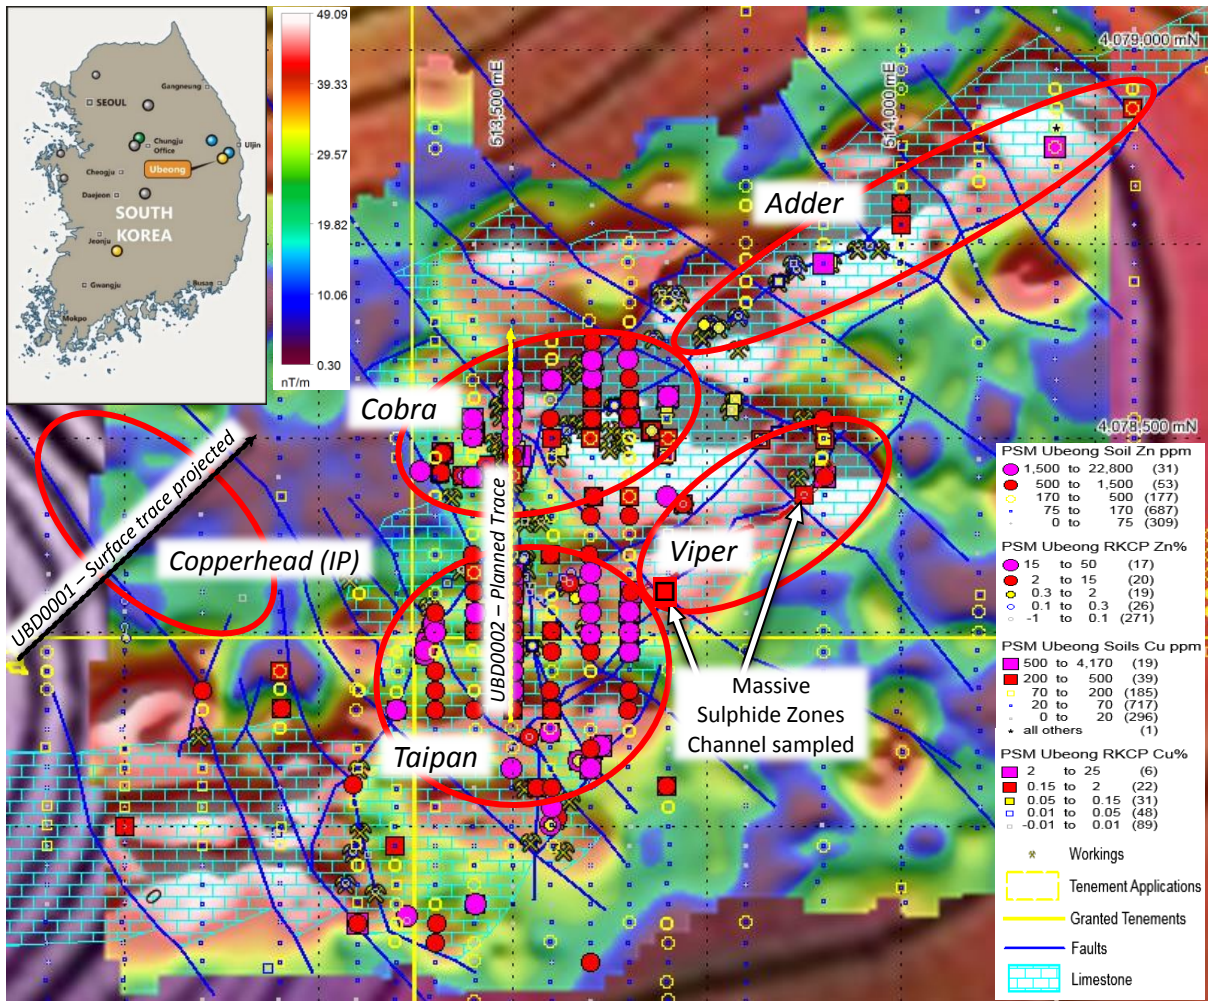 SEOUL
Gangneung
Chungju
Office
Uljin
Ubeong
Cheogju
Daejeon
SOUTH
KOREA
Jeonju
Gwangju
Busan
Mokpo
49.09
39.33
29.57
19.82
10.06
0.30
nT/m
513,500 mE
514,000 mE
4,079,000 mN
4,078,500 mN
Adder
Cobra
Copperhead (IP)
Viper
Taipan
UBD0001 – Surface trace projected
UBD0002 – Planned Trace
Massive
Sulphide Zones
Channel sampled
PSM Ubeong Soil Zn ppm
1,500 to 22,800 (31)
500 to 1,500 (53)
170 to 500 (177)
75 to 170 (687)
0 to 75 (309)
PSM Ubeong RKCP Zn%
15 to 50 (17)
2 to 15 (20)
0.3 to 2 (19)
0.1 to 0.3 (26)
-1 to 0.1 (271)
PSM Ubeong Soils Cu ppm
500 to 4,170 (19)
200 to 500 (39)
70 to 200 (185)
20 to 70 (717)
0 to 20 (296)
all others (1)
PSM Ubeong RKCP Cu%
2 to 25 (6)
0.15 to 2 (22)
0.05 to 0.15 (31)
0.01 to 0.05 (48)
-0.01 to 0.01 (89)
Workings
Tenement Applications
Granted Tenements
Faults
Limestone